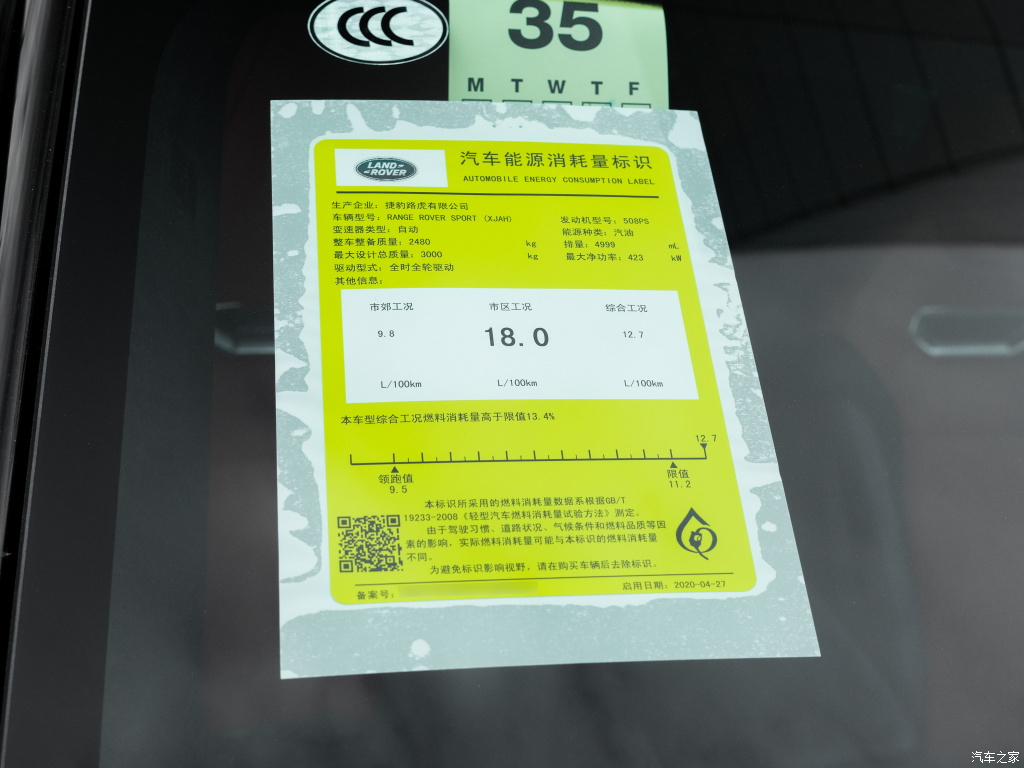 CCC
35
M T W T F
LAND-
ROVER
汽车能源消耗量标识
AUTOMOBILE ENERGY CONSUMPTION LABEL
生产企业：捷豹路虎有限公司
车辆型号：RANGE ROVER SPORT (XJAH) 发动机型号：508PS
变速器类型：自动 能源种类：汽油
整车整备质量：2480 kg 排量：4999 mL
最大设计总质量：3000 kg 最大净功率：423 kW
驱动型式：全时全轮驱动
其他信息：
市郊工况 市区工况 综合工况
9.8 18.0 12.7
L/100km L/100km L/100km
本车型综合工况燃料消耗量高于限值13.4%
12.7
领跑值 限值
9.5 11.2
本标识所采用的燃料消耗量数据系根据GB/T
19233-2008《轻型汽车燃料消耗量试验方法》测定。
由于驾驶习惯、道路状况、气候条件和燃料品质等因
素的影响，实际燃料消耗量可能与本标识的燃料消耗量
不同。
为避免标识影响视野，请在购买车辆后去除标识。
备案号： 启用日期：2020-04-27
汽车之家